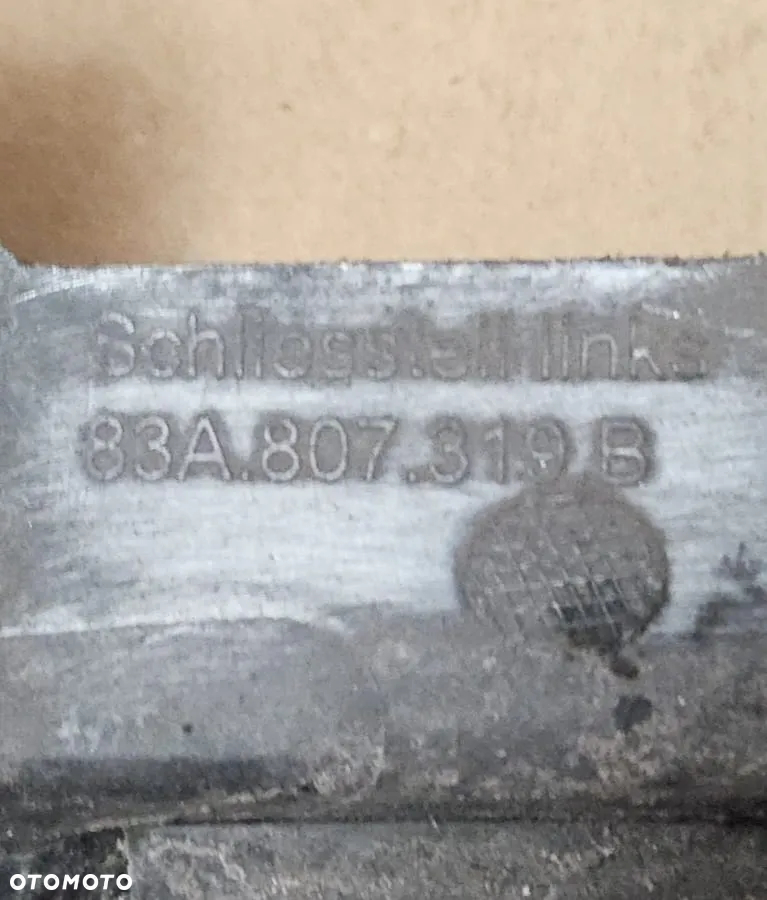 Schließteil links
83A.807.319 B
OTOMOTO